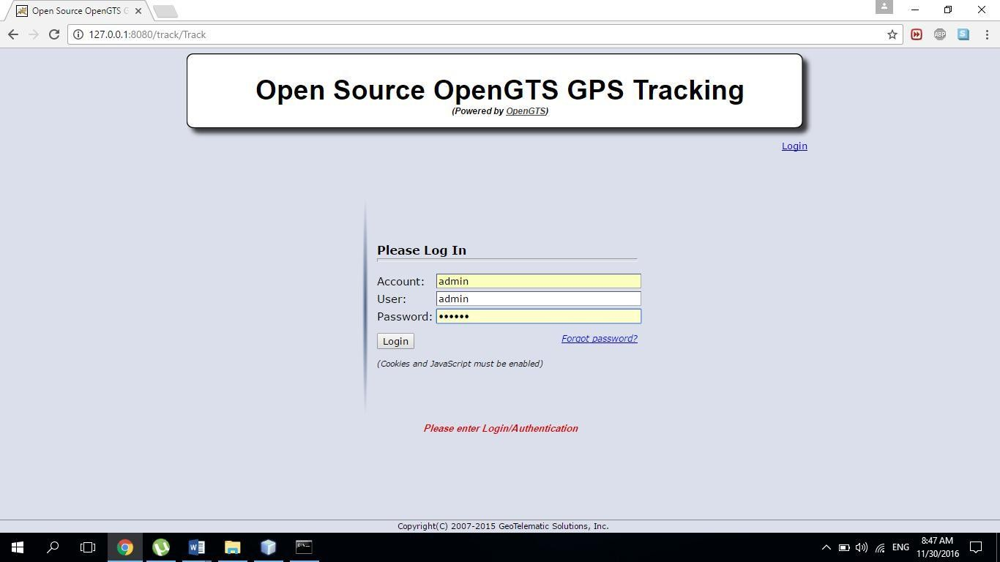 Open Source OpenGTS G
127.0.0.1:8080/track/Track
ABP
S
Open Source OpenGTS GPS Tracking
(Powered by OpenGTS)
Login
Please Log In
Account: admin
User: admin
Password: ••••••
Login Forgot password?
(Cookies and JavaScript must be enabled)
Please enter Login/Authentication
Copyright(C) 2007-2015 GeoTelematic Solutions, Inc.
ENG
8:47 AM
11/30/2016